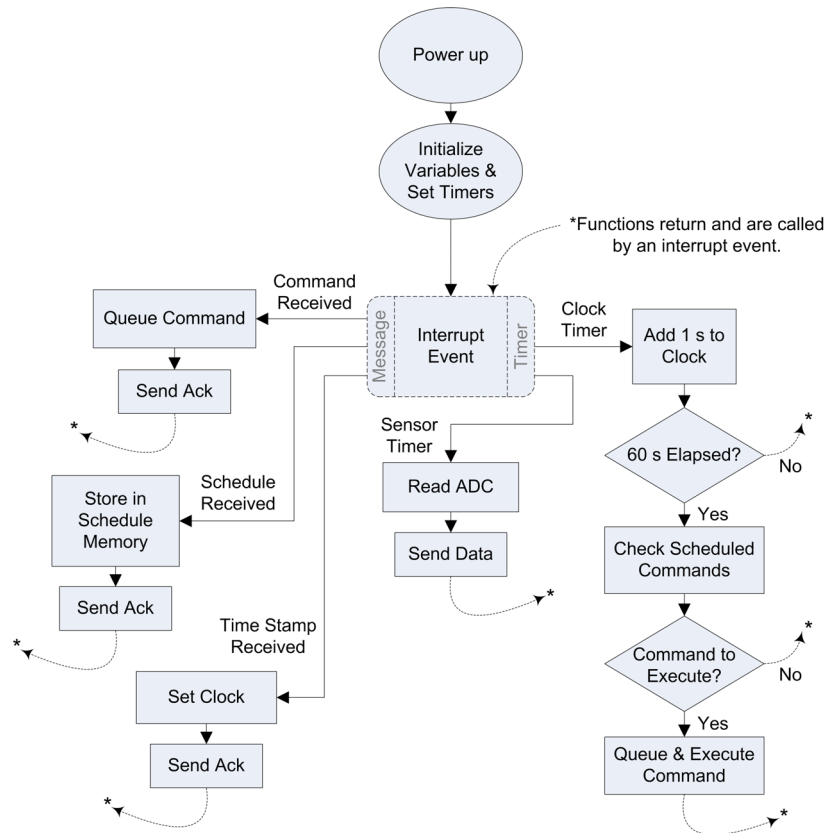 Power up
Initialize
Variables &
Set Timers
*Functions return and are called
by an interrupt event.
Command
Received
Queue Command
Send Ack
*
Message
Interrupt
Event
Timer
Clock
Timer
Add 1 s to
Clock
60 s Elapsed?
*
No
Yes
Check Scheduled
Commands
Command to
Execute?
*
No
Yes
Queue & Execute
Command
*
Sensor
Timer
Read ADC
Send Data
*
Schedule
Received
Store in
Schedule
Memory
Send Ack
*
Time Stamp
Received
Set Clock
Send Ack
*